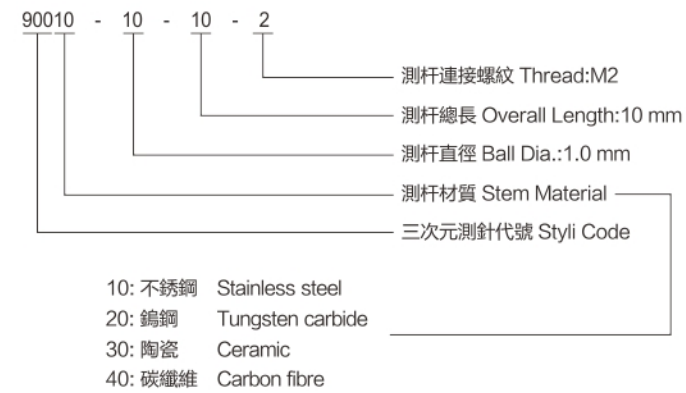 90010 - 10 - 10 - 2
測杆連接螺紋 Thread:M2
測杆總長 Overall Length:10 mm
測杆直徑 Ball Dia.:1.0 mm
測杆材質 Stem Material
三次元測針代號 Styli Code
10: 不銹鋼 Stainless steel
20: 鎢鋼 Tungsten carbide
30: 陶瓷 Ceramic
40: 碳纖維 Carbon fibre